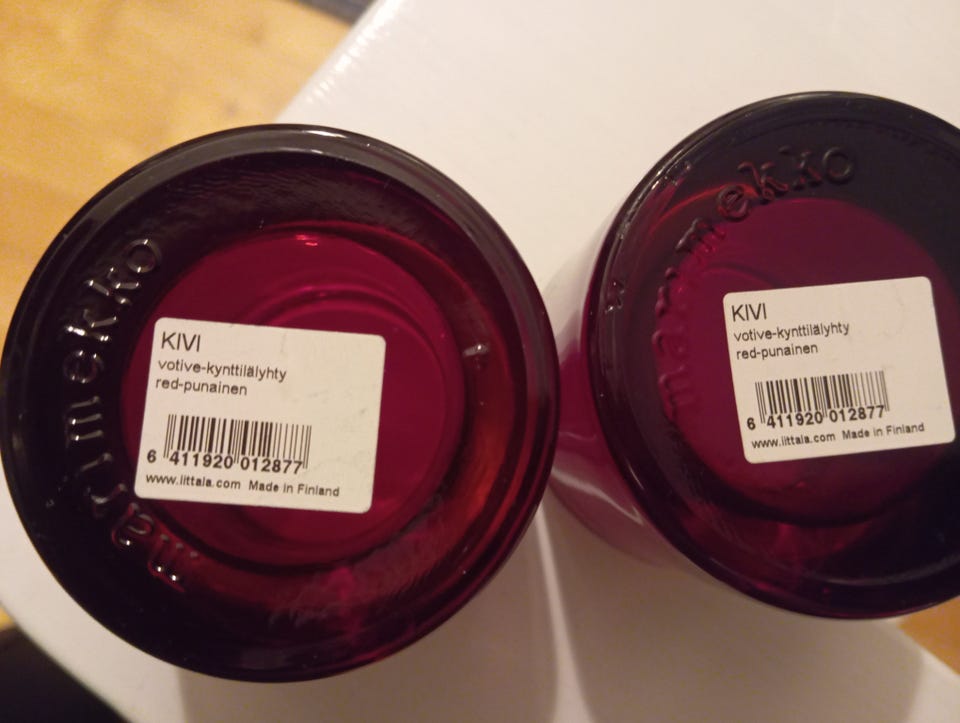 marimekko
KIVI
votive-kynttilälyhty
red-punainen
6 411920 012877
www.iittala.com Made in Finland
marimekko
KIVI
votive-kynttilälyhty
red-punainen
6 411920 012877
www.iittala.com Made in Finland